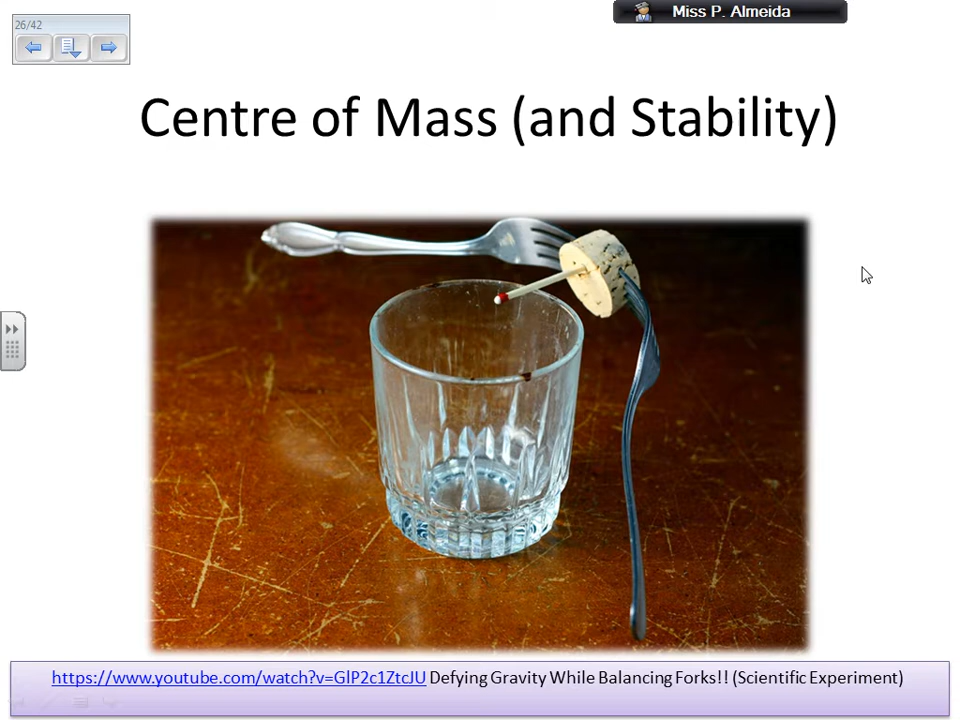 26/42
Miss P. Almeida
Centre of Mass (and Stability)
https://www.youtube.com/watch?v=GlP2c1ZtcJU Defying Gravity While Balancing Forks!! (Scientific Experiment)